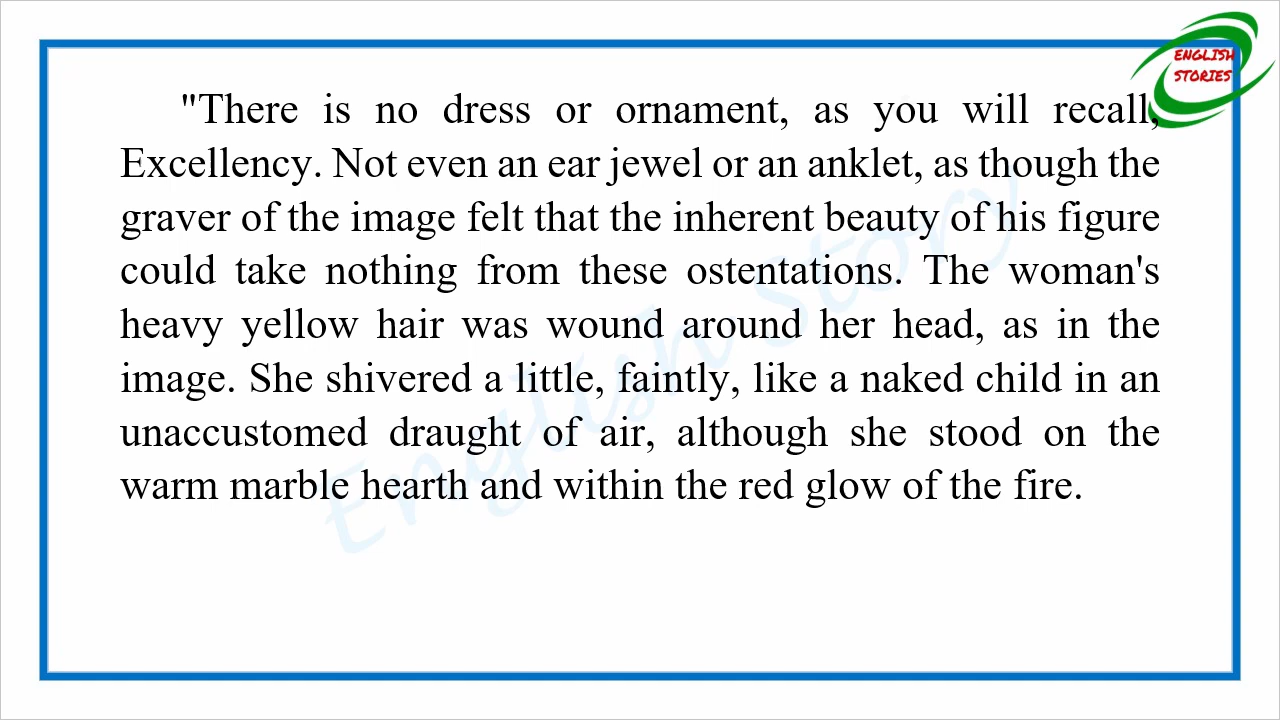 ENGLISH
STORIES
"There is no dress or ornament, as you will recall,
Excellency. Not even an ear jewel or an anklet, as though the
graver of the image felt that the inherent beauty of his figure
could take nothing from these ostentations. The woman's
heavy yellow hair was wound around her head, as in the
image. She shivered a little, faintly, like a naked child in an
unaccustomed draught of air, although she stood on the
warm marble hearth and within the red glow of the fire.
English Story